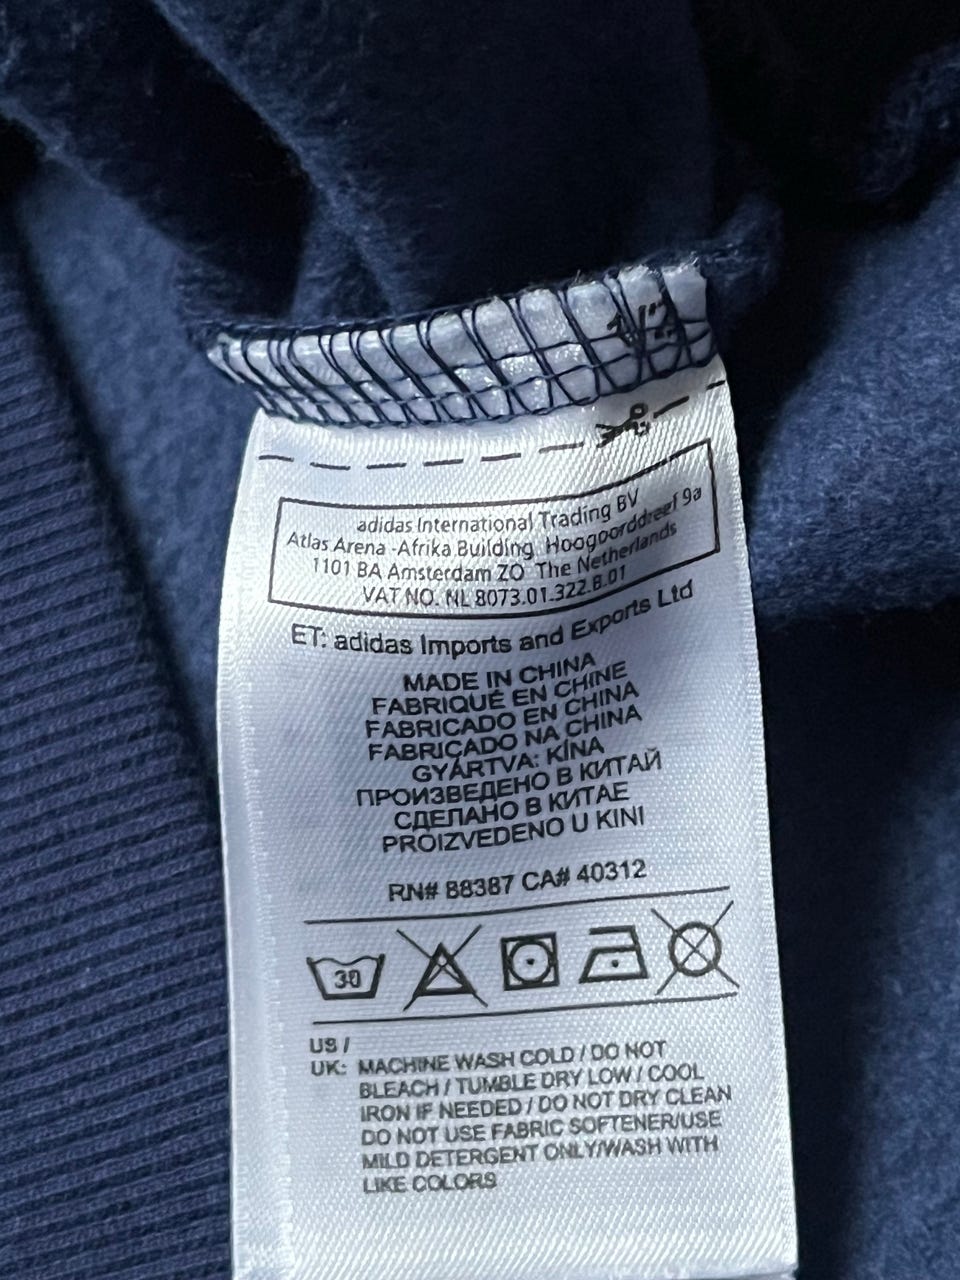 1/2
adidas International Trading BV
Atlas Arena -Afrika Building Hoogoorddreef 9a
1101 BA Amsterdam ZO The Netherlands
VAT NO. NL 8073.01.322.B.01
ET: adidas Imports and Exports Ltd
MADE IN CHINA
FABRIQUÉ EN CHINE
FABRICADO EN CHINA
FABRICADO NA CHINA
GYÁRTVA: KÍNA
ПРОИЗВЕДЕНО В КИТАЙ
СДЕЛАНО В КИТАЕ
PROIZVEDENO U KINI
RN# 88387 CA# 40312
30
US /
UK: MACHINE WASH COLD / DO NOT
BLEACH / TUMBLE DRY LOW / COOL
IRON IF NEEDED / DO NOT DRY CLEAN
DO NOT USE FABRIC SOFTENER/USE
MILD DETERGENT ONLY/WASH WITH
LIKE COLORS